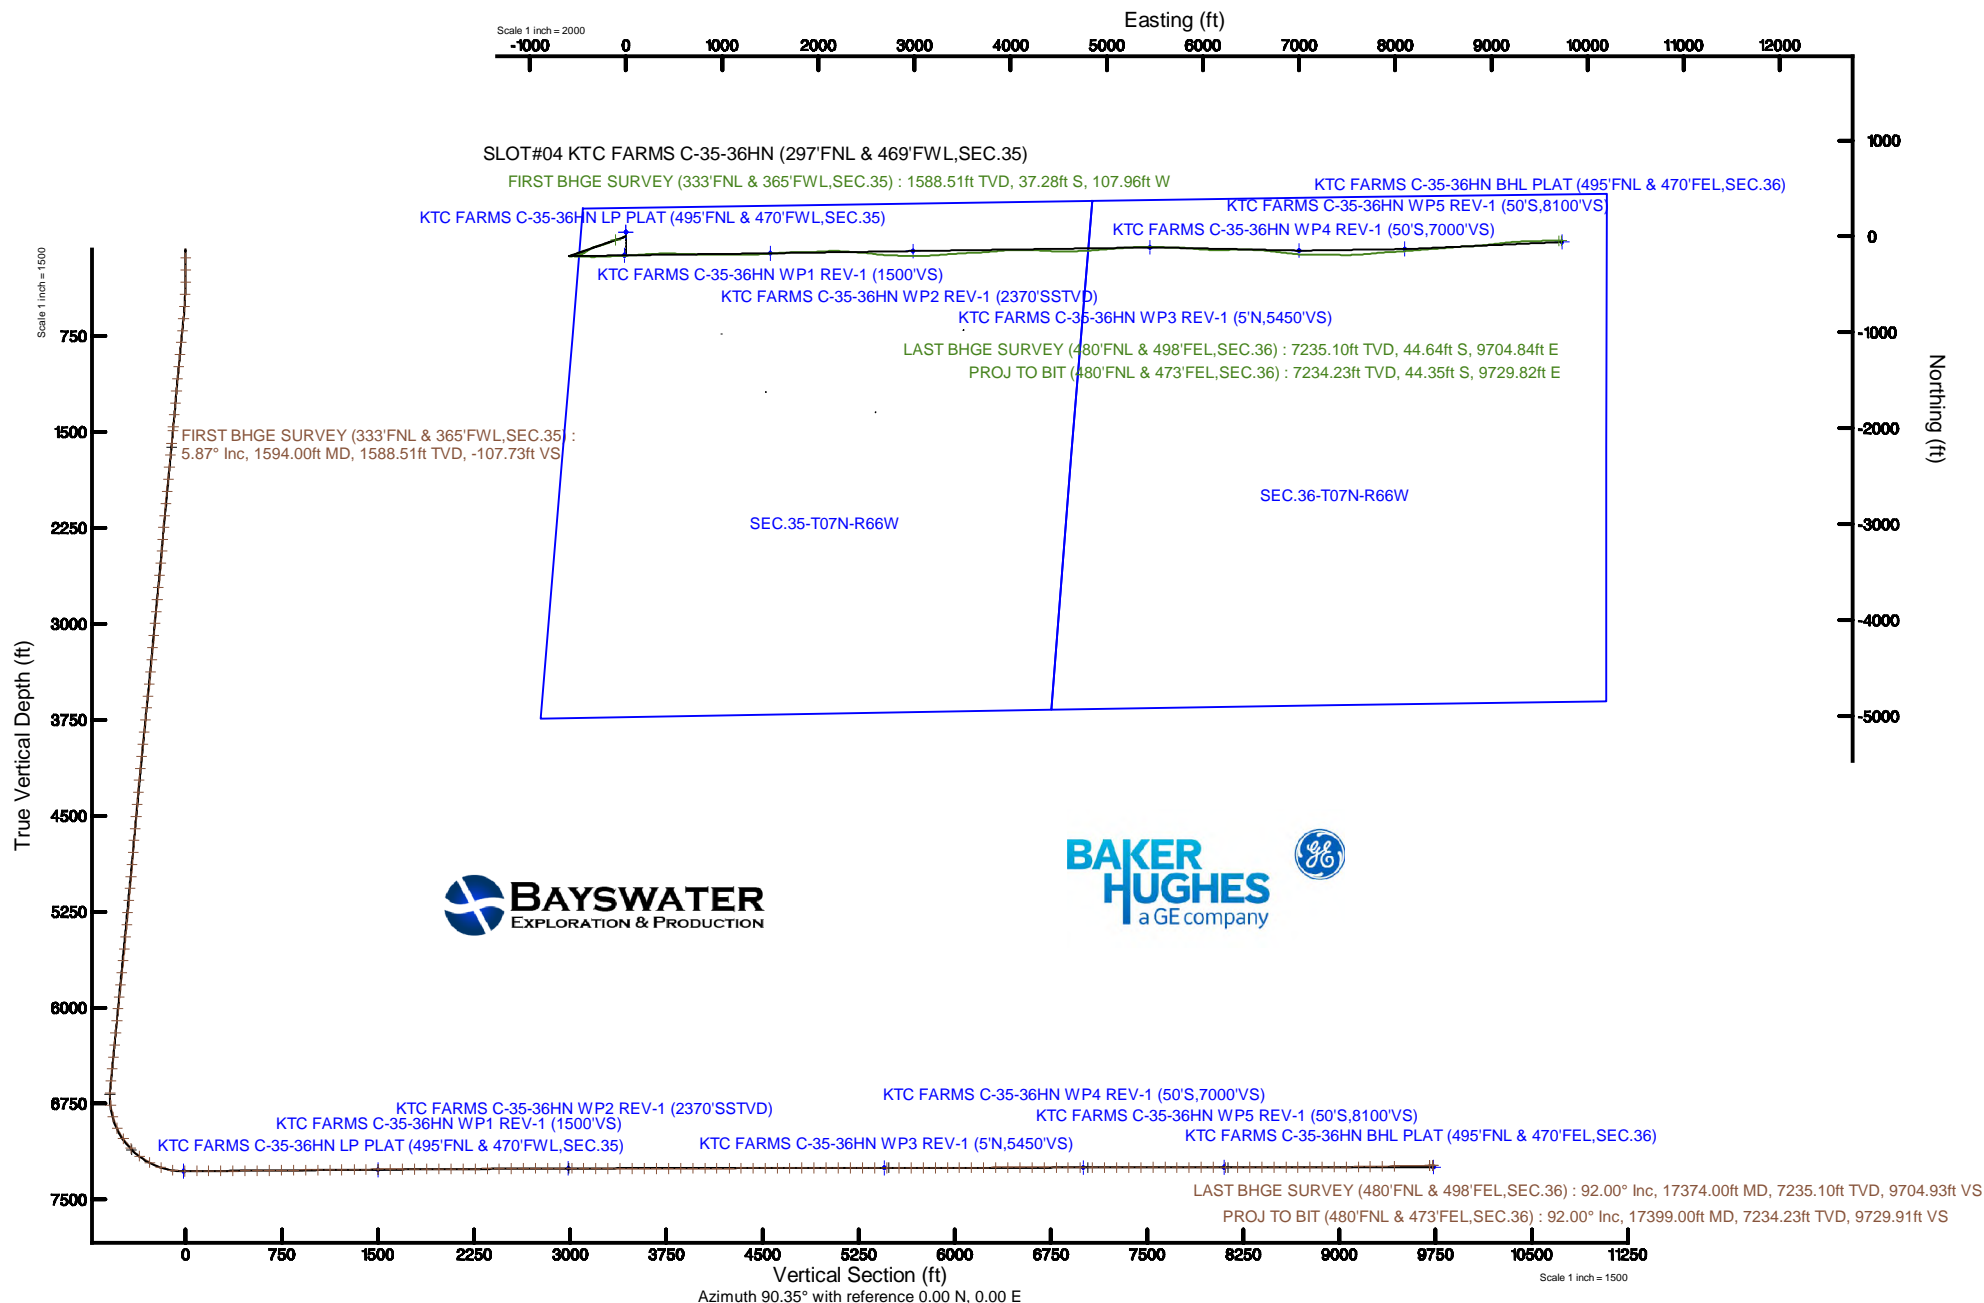 Easting (ft)
Scale 1 inch = 2000
-1000 0 1000 2000 3000 4000 5000 6000 7000 8000 9000 10000 11000 12000
SLOT#04 KTC FARMS C-35-36HN (297'FNL & 469'FWL,SEC.35)
FIRST BHGE SURVEY (333'FNL & 365'FWL,SEC.35) : 1588.51ft TVD, 37.28ft S, 107.96ft W
KTC FARMS C-35-36HN BHL PLAT (495'FNL & 470'FEL,SEC.36)
KTC FARMS C-35-36HN WP5 REV-1 (50'S,8100'VS)
KTC FARMS C-35-36HN LP PLAT (495'FNL & 470'FWL,SEC.35)
KTC FARMS C-35-36HN WP4 REV-1 (50'S,7000'VS)
KTC FARMS C-35-36HN WP1 REV-1 (1500'VS)
KTC FARMS C-35-36HN WP2 REV-1 (2370'SSTVD)
KTC FARMS C-35-36HN WP3 REV-1 (5'N,5450'VS)
LAST BHGE SURVEY (480'FNL & 498'FEL,SEC.36) : 7235.10ft TVD, 44.64ft S, 9704.84ft E
PROJ TO BIT (480'FNL & 473'FEL,SEC.36) : 7234.23ft TVD, 44.35ft S, 9729.82ft E
SEC.35-T07N-R66W
SEC.36-T07N-R66W
1000
0
-1000
-2000
-3000
-4000
-5000
Northing (ft)
Scale 1 inch = 1500
750
1500
2250
3000
3750
4500
5250
6000
6750
7500
True Vertical Depth (ft)
FIRST BHGE SURVEY (333'FNL & 365'FWL,SEC.35) :
5.87° Inc, 1594.00ft MD, 1588.51ft TVD, -107.73ft VS
BAYSWATER
EXPLORATION & PRODUCTION
BAKER
HUGHES
a GE company
GE
KTC FARMS C-35-36HN WP4 REV-1 (50'S,7000'VS)
KTC FARMS C-35-36HN WP2 REV-1 (2370'SSTVD)
KTC FARMS C-35-36HN WP5 REV-1 (50'S,8100'VS)
KTC FARMS C-35-36HN WP1 REV-1 (1500'VS)
KTC FARMS C-35-36HN BHL PLAT (495'FNL & 470'FEL,SEC.36)
KTC FARMS C-35-36HN LP PLAT (495'FNL & 470'FWL,SEC.35)
KTC FARMS C-35-36HN WP3 REV-1 (5'N,5450'VS)
LAST BHGE SURVEY (480'FNL & 498'FEL,SEC.36) : 92.00° Inc, 17374.00ft MD, 7235.10ft TVD, 9704.93ft VS
PROJ TO BIT (480'FNL & 473'FEL,SEC.36) : 92.00° Inc, 17399.00ft MD, 7234.23ft TVD, 9729.91ft VS
0 750 1500 2250 3000 3750 4500 5250 6000 6750 7500 8250 9000 9750 10500 11250
Vertical Section (ft)
Scale 1 inch = 1500
Azimuth 90.35° with reference 0.00 N, 0.00 E